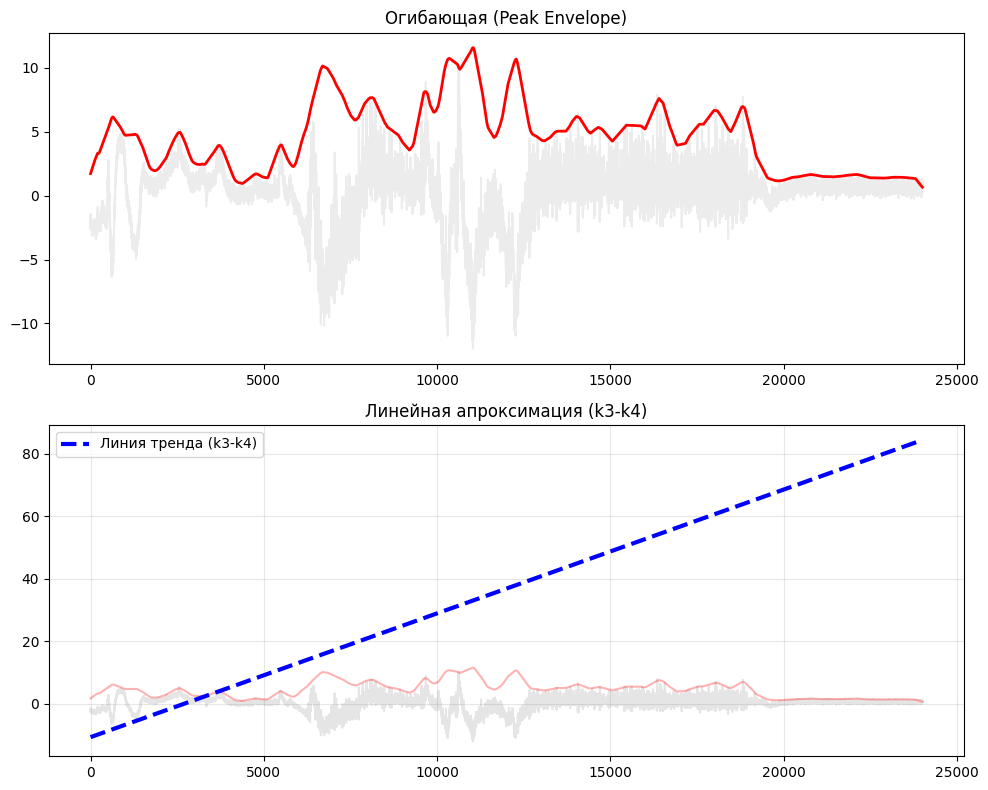 Огибающая (Peak Envelope)
10
5
0
−5
−10
0 5000 10000 15000 20000 25000
Линейная апроксимация (k3-k4)
Линия тренда (k3-k4)
80
60
40
20
0
0 5000 10000 15000 20000 25000